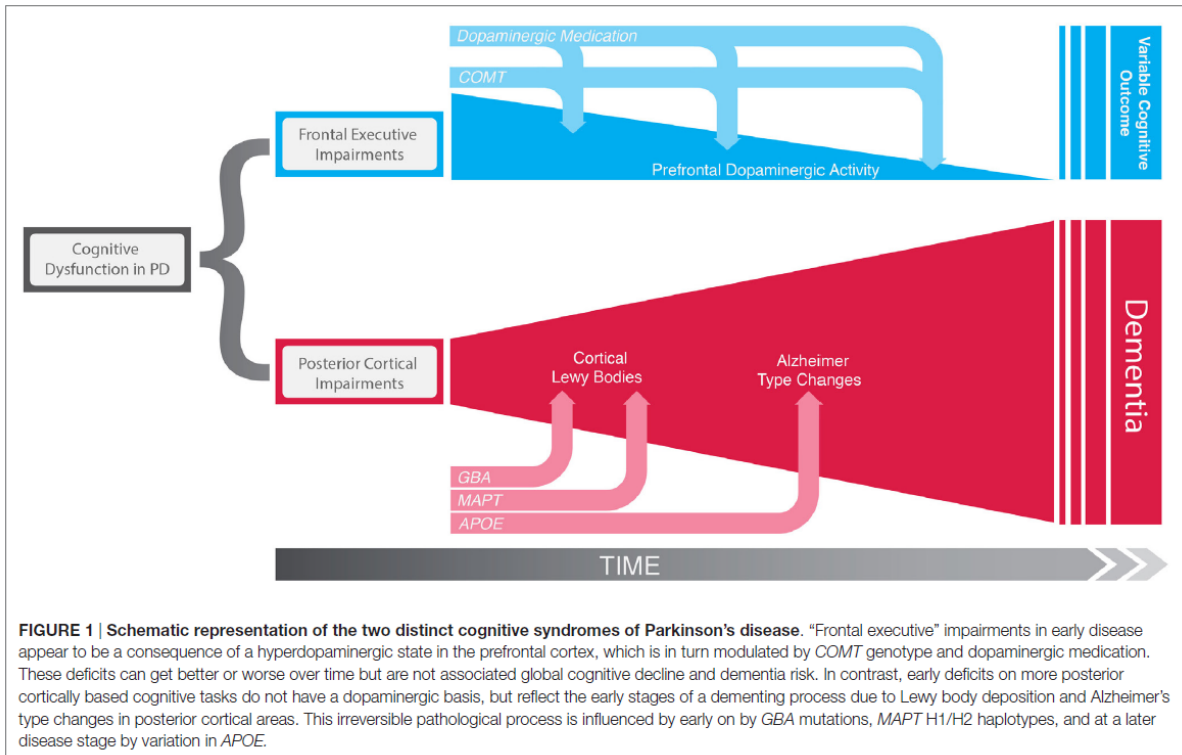 Dopaminergic Medication
COMT
Frontal Executive
Impairments
Prefrontal Dopaminergic Activity
Variable Cognitive
Outcome
Cognitive
Dysfunction in PD
Posterior Cortical
Impairments
Cortical
Lewy Bodies
Alzheimer
Type Changes
Dementia
GBA
MAPT
APOE
TIME
FIGURE 1 | Schematic representation of the two distinct cognitive syndromes of Parkinson's disease. “Frontal executive” impairments in early disease
appear to be a consequence of a hyperdopaminergic state in the prefrontal cortex, which is in turn modulated by COMT genotype and dopaminergic medication.
These deficits can get better or worse over time but are not associated global cognitive decline and dementia risk. In contrast, early deficits on more posterior
cortically based cognitive tasks do not have a dopaminergic basis, but reflect the early stages of a dementing process due to Lewy body deposition and Alzheimer's
type changes in posterior cortical areas. This irreversible pathological process is influenced by early on by GBA mutations, MAPT H1/H2 haplotypes, and at a later
disease stage by variation in APOE.